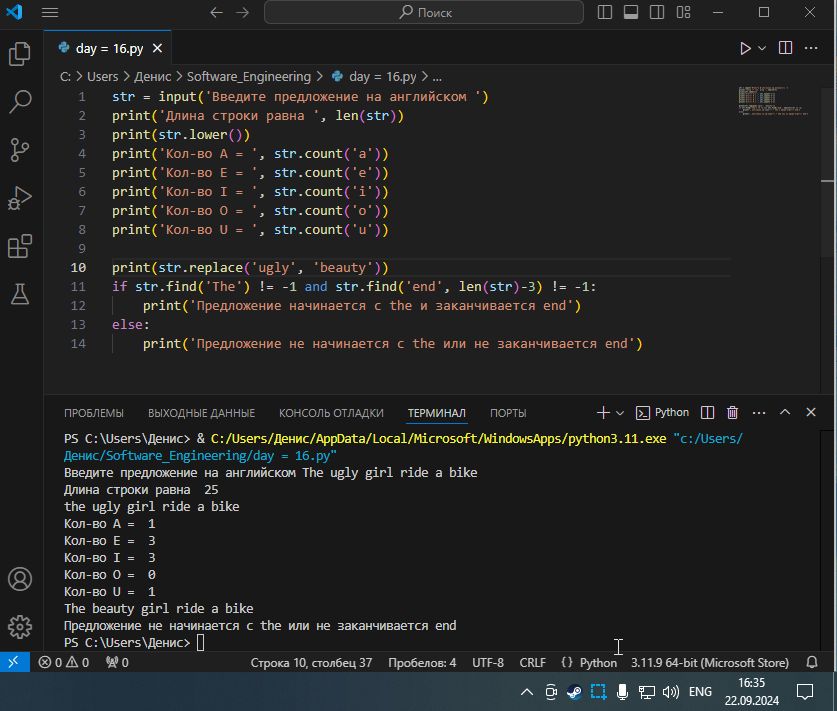 Поиск
day = 16.py
C: > Users > Денис > Software_Engineering > day = 16.py > ...
1 str = input('Введите предложение на английском ')
2 print('Длина строки равна ', len(str))
3 print(str.lower())
4 print('Кол-во A = ', str.count('a'))
5 print('Кол-во E = ', str.count('e'))
6 print('Кол-во I = ', str.count('i'))
7 print('Кол-во O = ', str.count('o'))
8 print('Кол-во U = ', str.count('u'))
9
10 print(str.replace('ugly', 'beauty'))
11 if str.find('The') != -1 and str.find('end', len(str)-3) != -1:
12 print('Предложение начинается с the и заканчивается end')
13 else:
14 print('Предложение не начинается с the или не заканчивается end')
ПРОБЛЕМЫ ВЫХОДНЫЕ ДАННЫЕ КОНСОЛЬ ОТЛАДКИ ТЕРМИНАЛ ПОРТЫ
Python
PS C:\Users\Денис> & C:/Users/Денис/AppData/Local/Microsoft/WindowsApps/python3.11.exe "c:/Users/
Денис/Software_Engineering/day = 16.py"
Введите предложение на английском The ugly girl ride a bike
Длина строки равна  25
the ugly girl ride a bike
Кол-во A =  1
Кол-во E =  3
Кол-во I =  3
Кол-во O =  0
Кол-во U =  1
The beauty girl ride a bike
Предложение не начинается с the или не заканчивается end
PS C:\Users\Денис>
0 0 0 Строка 10, столбец 37 Пробелов: 4 UTF-8 CRLF {} Python 3.11.9 64-bit (Microsoft Store)
ENG
16:35
22.09.2024